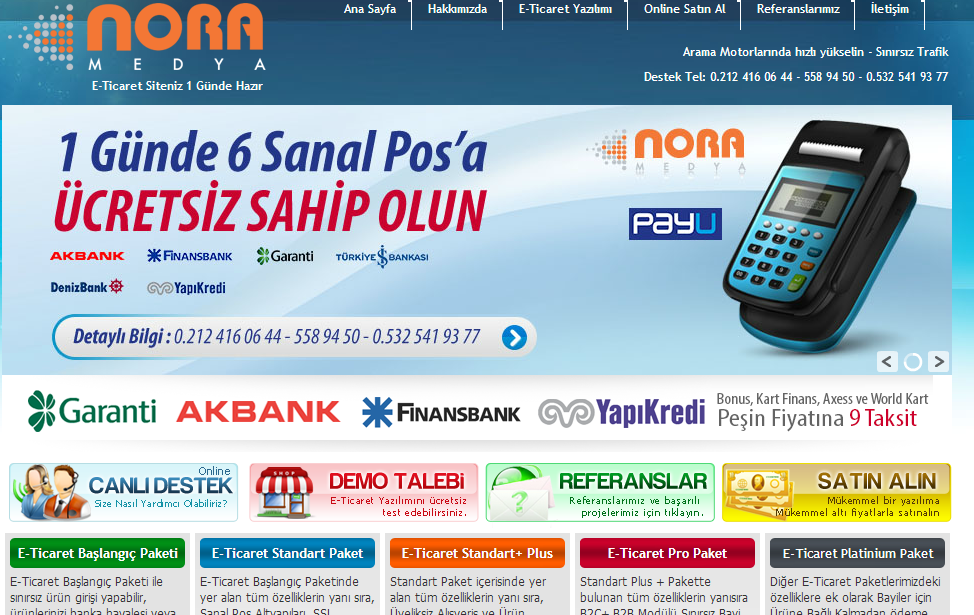 NORA
MEDYA
E-Ticaret Siteniz 1 Günde Hazır
Ana Sayfa
Hakkımızda
E-Ticaret Yazılımı
Online Satın Al
Referanslarımız
İletişim
Arama Motorlarında hızlı yükselin - Sınırsız Trafik
Destek Tel: 0.212 416 06 44 - 558 94 50 - 0.532 541 93 77
1 Günde 6 Sanal Pos'a
ÜCRETSİZ SAHİP OLUN
NORA
MEDYA
PayU
AKBANK FİNANSBANK Garanti TÜRKİYE İŞ BANKASI
DenizBank YapıKredi
Detaylı Bilgi : 0.212 416 06 44 - 558 94 50 - 0.532 541 93 77
Garanti AKBANK FİNANSBANK YapıKredi
Bonus, Kart Finans, Axess ve World Kart
Peşin Fiyatına 9 Taksit
Online
CANLI DESTEK
Size Nasıl Yardımcı Olabiliriz?
SHOP
DEMO TALEBİ
E-Ticaret Yazılımını ücretsiz
test edebilirsiniz.
REFERANSLAR
Referanslarımız ve başarılı
projelerimiz için tıklayın.
SATIN ALIN
Mükemmel bir yazılıma
Mükemmel altı fiyatlarla satınalin
E-Ticaret Başlangıç Paketi
E-Ticaret Başlangıç Paketi ile
sınırsız ürün girişi yapabilir,
ürünlerinizi banka havalesi veya
E-Ticaret Standart Paket
E-Ticaret Başlangıç Paketinde
yer alan tüm özelliklerin yanı sıra,
Sanal Pos Altyapıları, SSL
E-Ticaret Standart+ Plus
Standart Paket içerisinde yer
alan tüm özelliklerin yanı sıra,
Üyeliksiz Alışveriş ve Ürün
E-Ticaret Pro Paket
Standart Plus + Pakette
bulunan tüm özelliklerin yanısıra
B2C+ B2B Modülü Sınırsız Bayi
E-Ticaret Platinium Paket
Diğer E-Ticaret Paketlerimizdeki
özelliklere ek olarak Bayiler için
Ürüne Bağlı Kalmadan ödeme